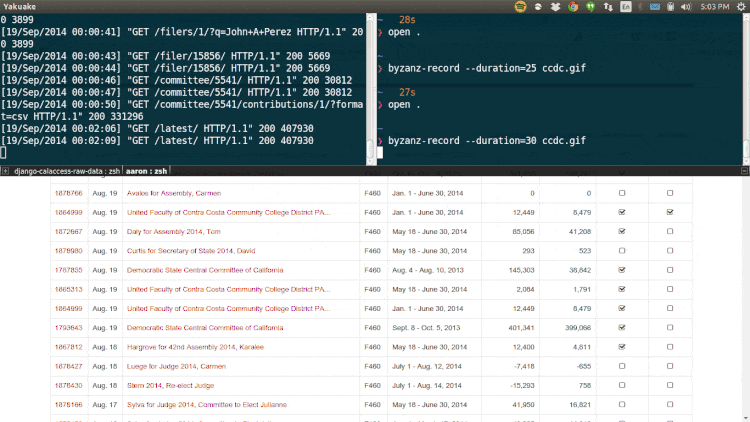 Yakuake
En
5:03 PM
0 3899
[19/Sep/2014 00:00:41] "GET /filers/1/?q=John+A+Perez HTTP/1.1" 20
0 3899
[19/Sep/2014 00:00:43] "GET /filer/15856/ HTTP/1.1" 200 5669
[19/Sep/2014 00:00:44] "GET /filer/15856/ HTTP/1.1" 200 5669
[19/Sep/2014 00:00:46] "GET /committee/5541/ HTTP/1.1" 200 30812
[19/Sep/2014 00:00:47] "GET /committee/5541/ HTTP/1.1" 200 30812
[19/Sep/2014 00:00:50] "GET /committee/5541/contributions/1/?forma
t=csv HTTP/1.1" 200 331296
[19/Sep/2014 00:02:06] "GET /latest/ HTTP/1.1" 200 407930
[19/Sep/2014 00:02:09] "GET /latest/ HTTP/1.1" 200 407930
~ 28s
❯ open .
~
❯ byzanz-record --duration=25 ccdc.gif
~ 27s
❯ open .
~
❯ byzanz-record --duration=30 ccdc.gif
django-calaccess-raw-data : zsh aaron : zsh
1878766 Aug. 19 Avalos for Assembly, Carmen F460 Jan. 1 - June 30, 2014 0 0
1864999 Aug. 19 United Faculty of Contra Costa Community College District PA... F460 Jan. 1 - June 30, 2014 12,449 8,479
1872667 Aug. 19 Daly for Assembly 2014, Tom F460 May 18 - June 30, 2014 85,056 41,208
1878980 Aug. 19 Curtis for Secretary of State 2014, David F460 May 18 - June 30, 2014 293 523
1787855 Aug. 19 Democratic State Central Committee of California F460 Aug. 4 - Aug. 10, 2013 145,303 38,842
1865313 Aug. 19 United Faculty of Contra Costa Community College District PA... F460 May 18 - June 30, 2014 2,084 1,791
1864999 Aug. 19 United Faculty of Contra Costa Community College District PA... F460 Jan. 1 - June 30, 2014 12,449 8,479
1793643 Aug. 19 Democratic State Central Committee of California F460 Sept. 8 - Oct. 5, 2013 401,341 399,066
1867812 Aug. 18 Hargrove for 42nd Assembly 2014, Karalee F460 May 18 - June 30, 2014 12,400 4,611
1878427 Aug. 18 Luege for Judge 2014, Carmen F460 July 1 - Aug. 12, 2014 -7,418 -655
1878430 Aug. 18 Stern 2014, Re-elect Judge F460 July 1 - Aug. 14, 2014 -15,293 758
1878166 Aug. 17 Sylva for Judge 2014, Committee to Elect Julianne F460 May 18 - June 30, 2014 41,950 16,821